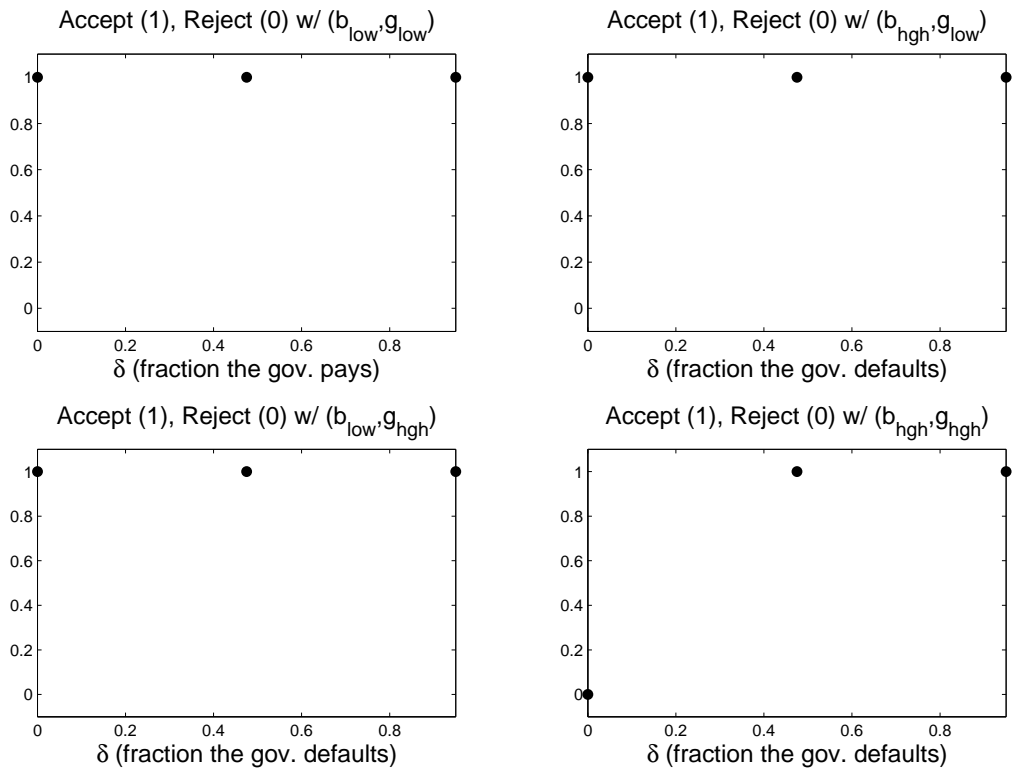 Accept (1), Reject (0) w/ (b_low,g_low)
1
0.8
0.6
0.4
0.2
0
0 0.2 0.4 0.6 0.8
δ (fraction the gov. pays)
Accept (1), Reject (0) w/ (b_hgh,g_low)
1
0.8
0.6
0.4
0.2
0
0 0.2 0.4 0.6 0.8
δ (fraction the gov. defaults)
Accept (1), Reject (0) w/ (b_low,g_hgh)
1
0.8
0.6
0.4
0.2
0
0 0.2 0.4 0.6 0.8
δ (fraction the gov. defaults)
Accept (1), Reject (0) w/ (b_hgh,g_hgh)
1
0.8
0.6
0.4
0.2
0
0 0.2 0.4 0.6 0.8
δ (fraction the gov. defaults)